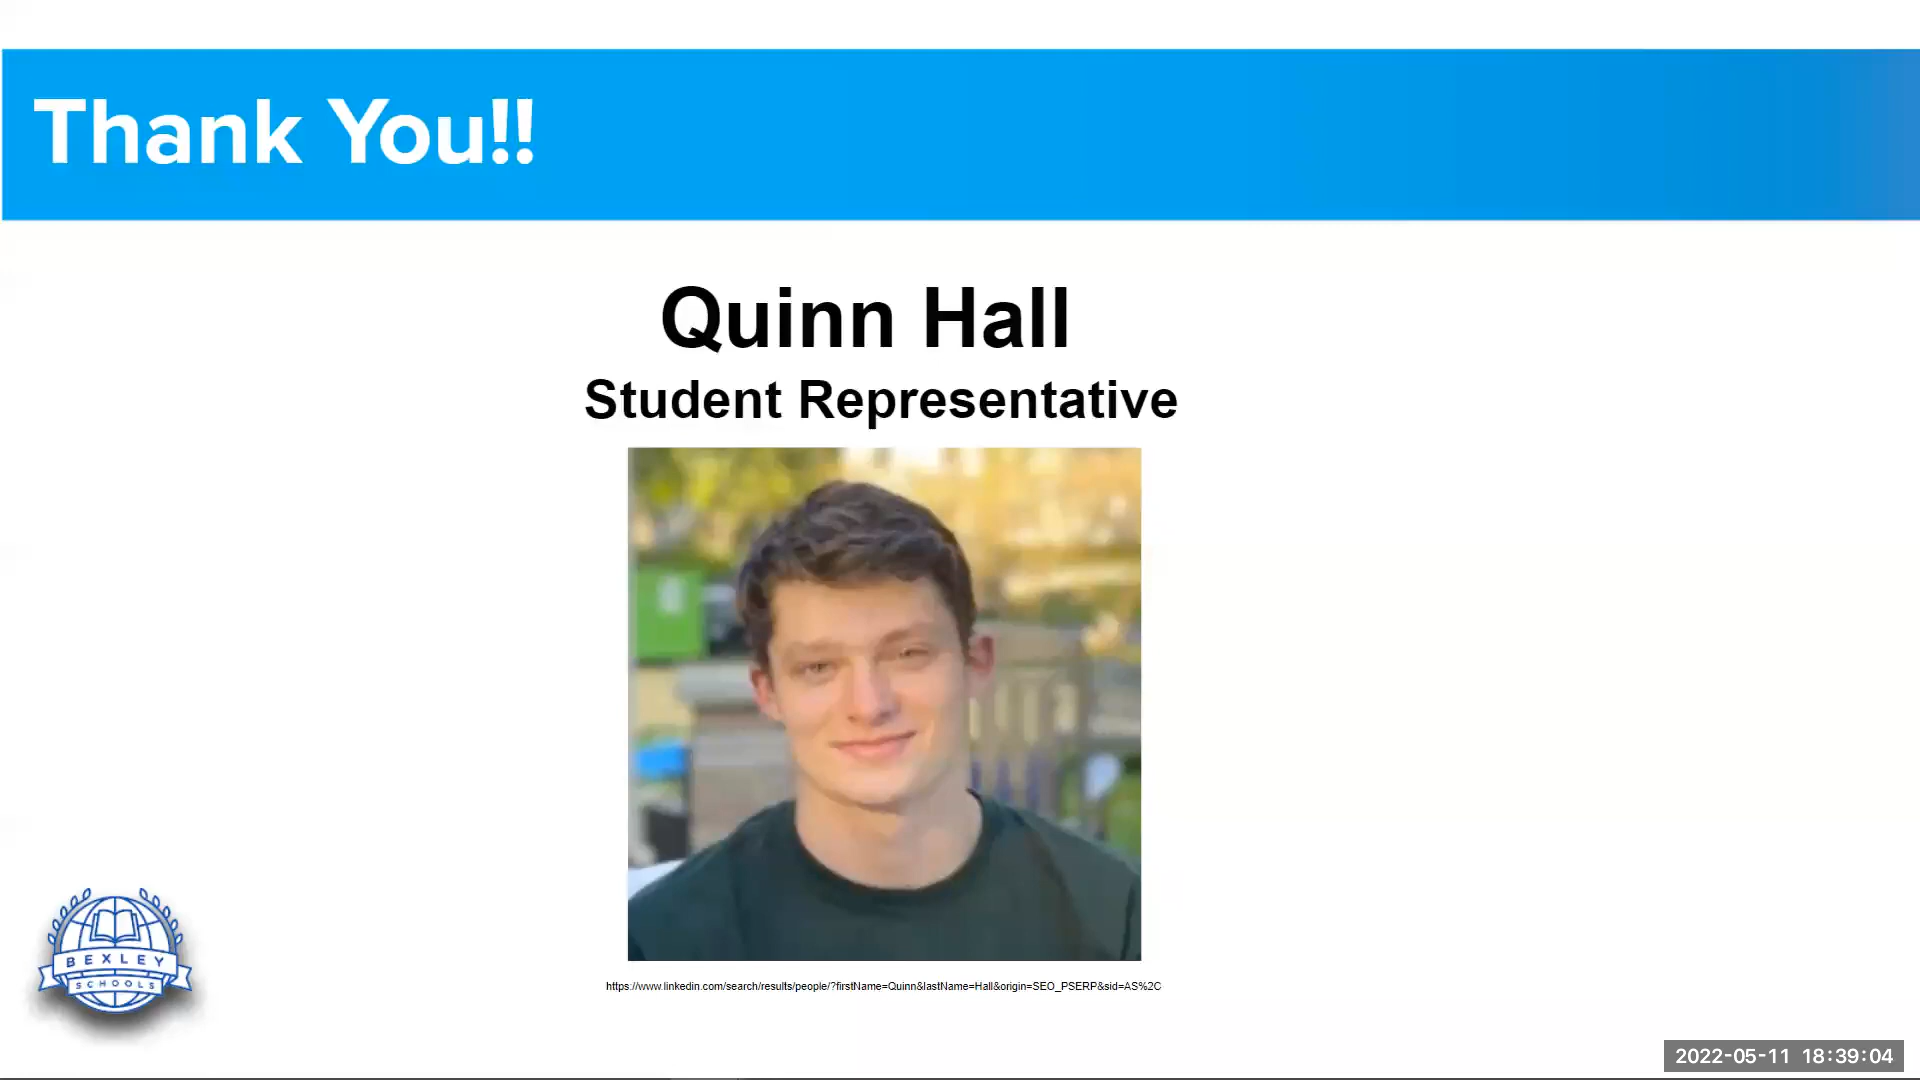 Thank You!!
Quinn Hall
Student Representative
https://www.linkedin.com/search/results/people/?firstName=Quinn&lastName=Hall&origin=SEO_PSERP&sid=AS%2C
BEXLEY
SCHOOLS
2022-05-11 18:39:04